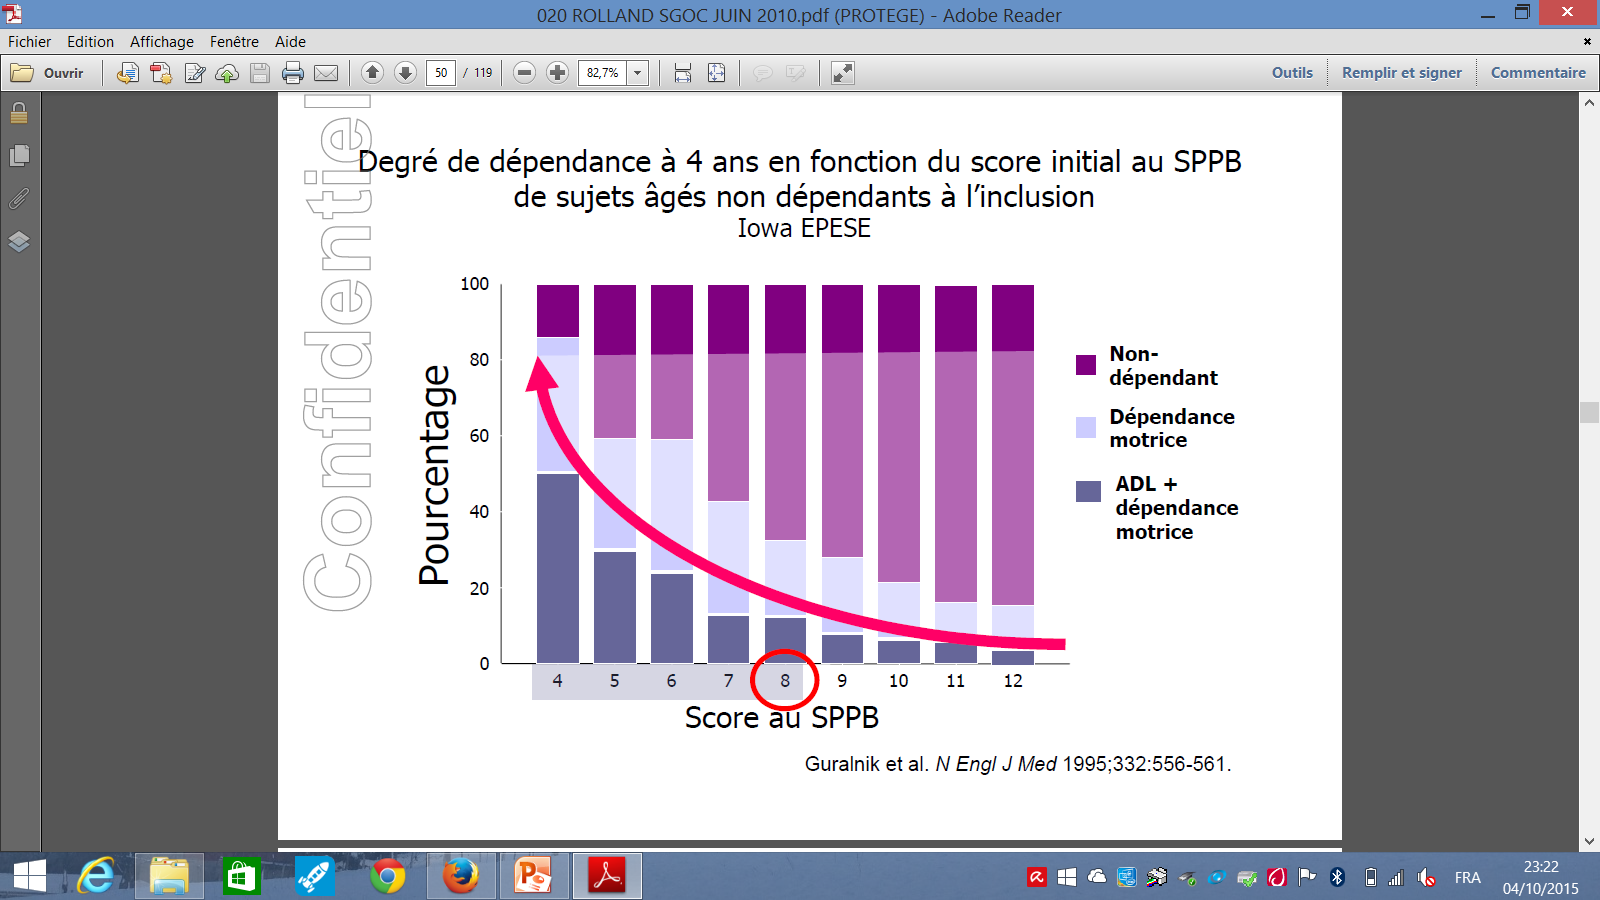 020 ROLLAND SGOC JUIN 2010.pdf (PROTEGE) - Adobe Reader
Fichier Edition Affichage Fenêtre Aide
Ouvrir 50 / 119 82,7% Outils Remplir et signer Commentaire
Confidentiel
Degré de dépendance à 4 ans en fonction du score initial au SPPB
de sujets âgés non dépendants à l’inclusion
Iowa EPESE
Pourcentage
100
80
60
40
20
0
4 5 6 7 8 9 10 11 12
Score au SPPB
Non-
dépendant
Dépendance
motrice
ADL +
dépendance
motrice
Guralnik et al. N Engl J Med 1995;332:556-561.
FRA
23:22
04/10/2015